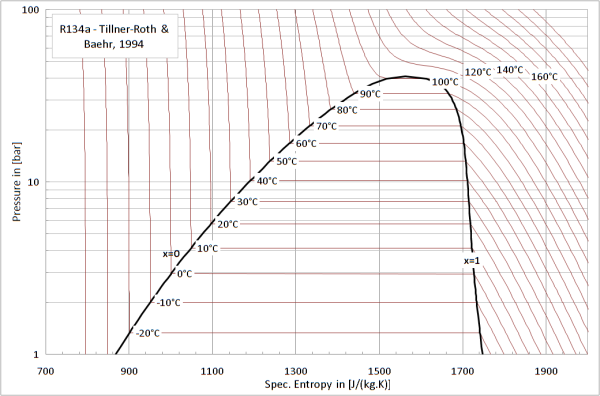 100
R134a - Tillner-Roth &
Baehr, 1994
120°C
140°C
160°C
100°C
90°C
80°C
70°C
60°C
50°C
10
40°C
30°C
20°C
x=0
10°C
x=1
0°C
-10°C
-20°C
1
Pressure in [bar]
700
900
1100
1300
1500
1700
1900
Spec. Entropy in [J/(kg.K)]